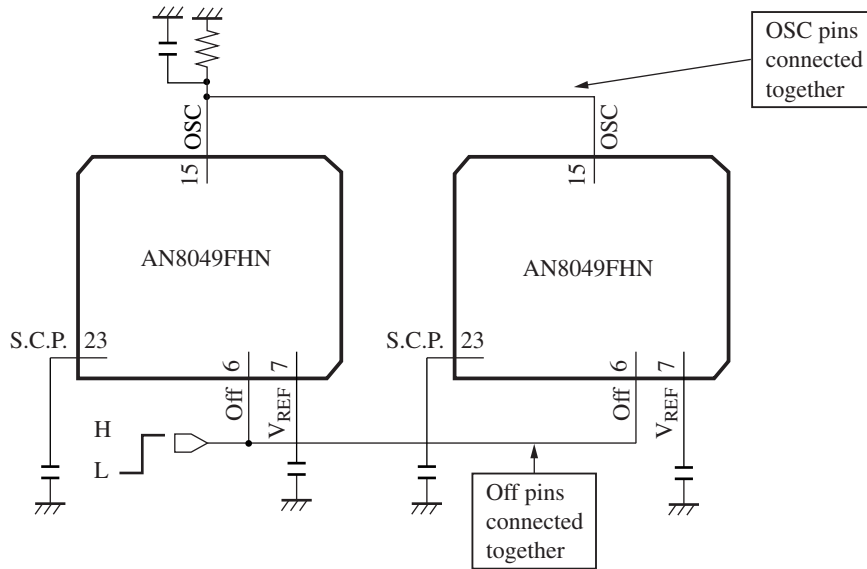 OSC pins
connected
together
OSC
15
OSC
15
AN8049FHN
AN8049FHN
S.C.P. 23
6
7
Off
VREF
S.C.P. 23
6
7
Off
VREF
H
L
Off pins
connected
together